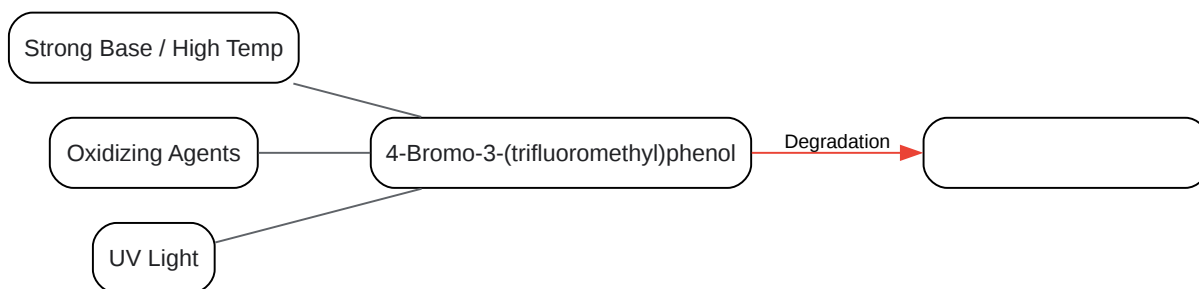 Strong Base / High Temp
Oxidizing Agents
4-Bromo-3-(trifluoromethyl)phenol
Degradation
UV Light